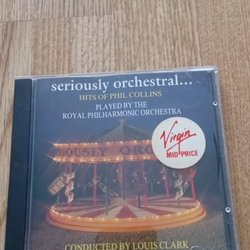 seriously orchestral...
HITS OF PHIL COLLINS
PLAYED BY THE
ROYAL PHILHARMONIC ORCHESTRA
Virgin
MID PRICE
CONDUCTED BY LOUIS CLARK